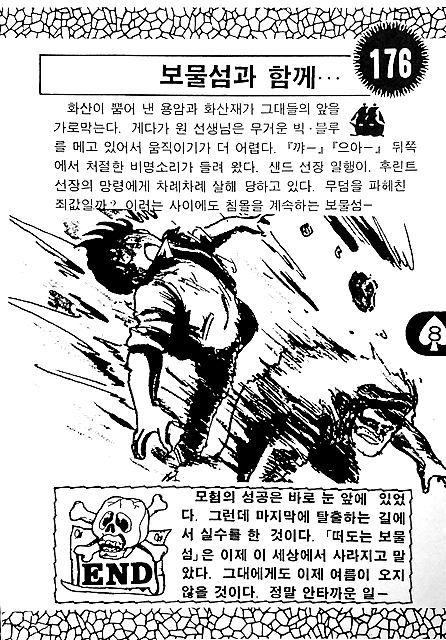 보물섬과 함께…
176
화산이 뿜어 낸 용암과 화산재가 그대들의 앞을
가로막는다. 게다가 원 선생님은 무거운 빅·블루
를 메고 있어서 움직이기가 더 어렵다. 『꺄—』『으아—』 뒤쪽
에서 처절한 비명소리가 들려 왔다. 샌드 선장 일행이, 후린트
선장의 망령에게 차례차례 살해 당하고 있다. 무덤을 파헤친
죄값일까? 이러는 사이에도 침몰을 계속하는 보물섬—
8
모험의 성공은 바로 눈 앞에 있었
다. 그런데 마지막에 탈출하는 길에
서 실수를 한 것이다. 「떠도는 보물
섬」은 이제 이 세상에서 사라지고 말
았다. 그대에게도 이제 여름이 오지
않을 것이다. 정말 안타까운 일—
END